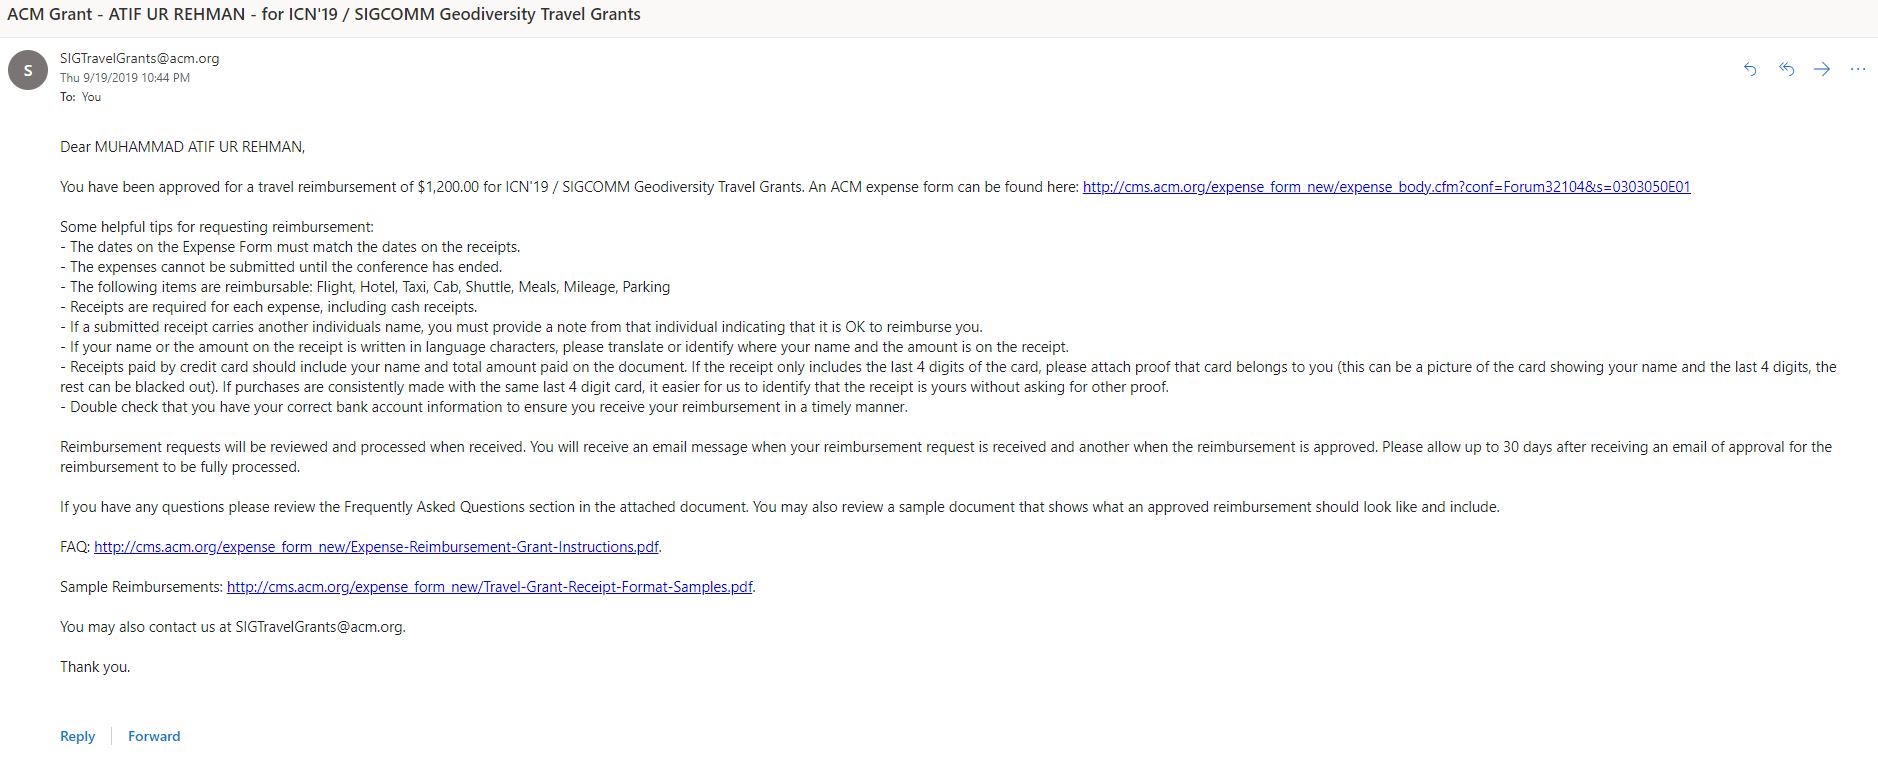 ACM Grant - ATIF UR REHMAN - for ICN'19 / SIGCOMM Geodiversity Travel Grants
S
SIGTravelGrants@acm.org
Thu 9/19/2019 10:44 PM
To: You
Dear MUHAMMAD ATIF UR REHMAN,
You have been approved for a travel reimbursement of $1,200.00 for ICN'19 / SIGCOMM Geodiversity Travel Grants. An ACM expense form can be found here: http://cms.acm.org/expense_form_new/expense_body.cfm?conf=Forum32104&s=0303050E01
Some helpful tips for requesting reimbursement:
- The dates on the Expense Form must match the dates on the receipts.
- The expenses cannot be submitted until the conference has ended.
- The following items are reimbursable: Flight, Hotel, Taxi, Cab, Shuttle, Meals, Mileage, Parking
- Receipts are required for each expense, including cash receipts.
- If a submitted receipt carries another individuals name, you must provide a note from that individual indicating that it is OK to reimburse you.
- If your name or the amount on the receipt is written in language characters, please translate or identify where your name and the amount is on the receipt.
- Receipts paid by credit card should include your name and total amount paid on the document. If the receipt only includes the last 4 digits of the card, please attach proof that card belongs to you (this can be a picture of the card showing your name and the last 4 digits, the
rest can be blacked out). If purchases are consistently made with the same last 4 digit card, it easier for us to identify that the receipt is yours without asking for other proof.
- Double check that you have your correct bank account information to ensure you receive your reimbursement in a timely manner.
Reimbursement requests will be reviewed and processed when received. You will receive an email message when your reimbursement request is received and another when the reimbursement is approved. Please allow up to 30 days after receiving an email of approval for the
reimbursement to be fully processed.
If you have any questions please review the Frequently Asked Questions section in the attached document. You may also review a sample document that shows what an approved reimbursement should look like and include.
FAQ: http://cms.acm.org/expense_form_new/Expense-Reimbursement-Grant-Instructions.pdf.
Sample Reimbursements: http://cms.acm.org/expense_form_new/Travel-Grant-Receipt-Format-Samples.pdf.
You may also contact us at SIGTravelGrants@acm.org.
Thank you.
Reply Forward